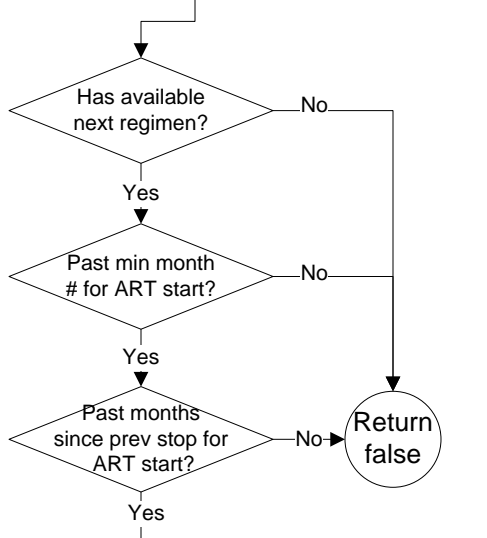 Has available
next regimen?
No
Yes
Past min month
# for ART start?
No
Yes
Past months
since prev stop for
ART start?
No
Return
false
Yes